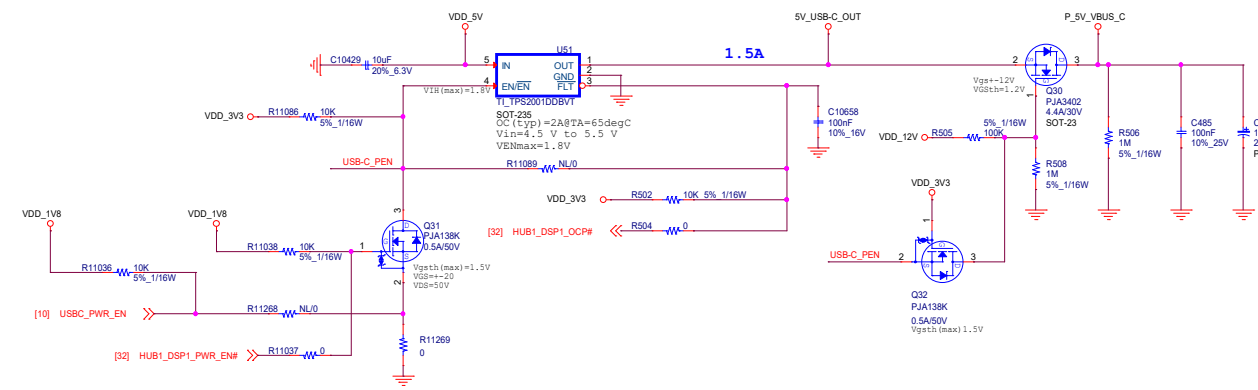 VDD_5V
5V_USB-C_OUT
P_5V_VBUS_C
C10429
10uF
20%_6.3V
U51
5
IN
OUT
1
GND
2
4
EN/EN
FLT
3
1.5A
VIH(max)=1.8V
TI_TPS2001DDBVT
SOT-235
OC(typ)=2A@TA=65degC
Vin=4.5 V to 5.5 V
VENmax=1.8V
2
S
D
3
Vgs+-12V
VGSth=1.2V
1
Q30
PJA3402
4.4A/30V
SOT-23
VDD_3V3
R11086
10K
5%_1/16W
C10658
100nF
10%_16V
VDD_12V
R505
5%_1/16W
100K
R506
1M
5%_1/16W
C485
100nF
10%_25V
R508
1M
5%_1/16W
USB-C_PEN
R11089
NL/0
VDD_3V3
R502
10K
5%_1/16W
[32]
HUB1_DSP1_OCP#
R504
0
VDD_3V3
1
USB-C_PEN
2
S
D
3
Q32
PJA138K
0.5A/50V
Vgsth(max)1.5V
VDD_1V8
VDD_1V8
3
Q31
PJA138K
0.5A/50V
R11038
10K
5%_1/16W
1
Vgsth(max)=1.5V
VGS=+-20
VDS=50V
2
R11036
10K
5%_1/16W
[10]
USBC_PWR_EN
R11268
NL/0
[32]
HUB1_DSP1_PWR_EN#
R11037
0
R11269
0